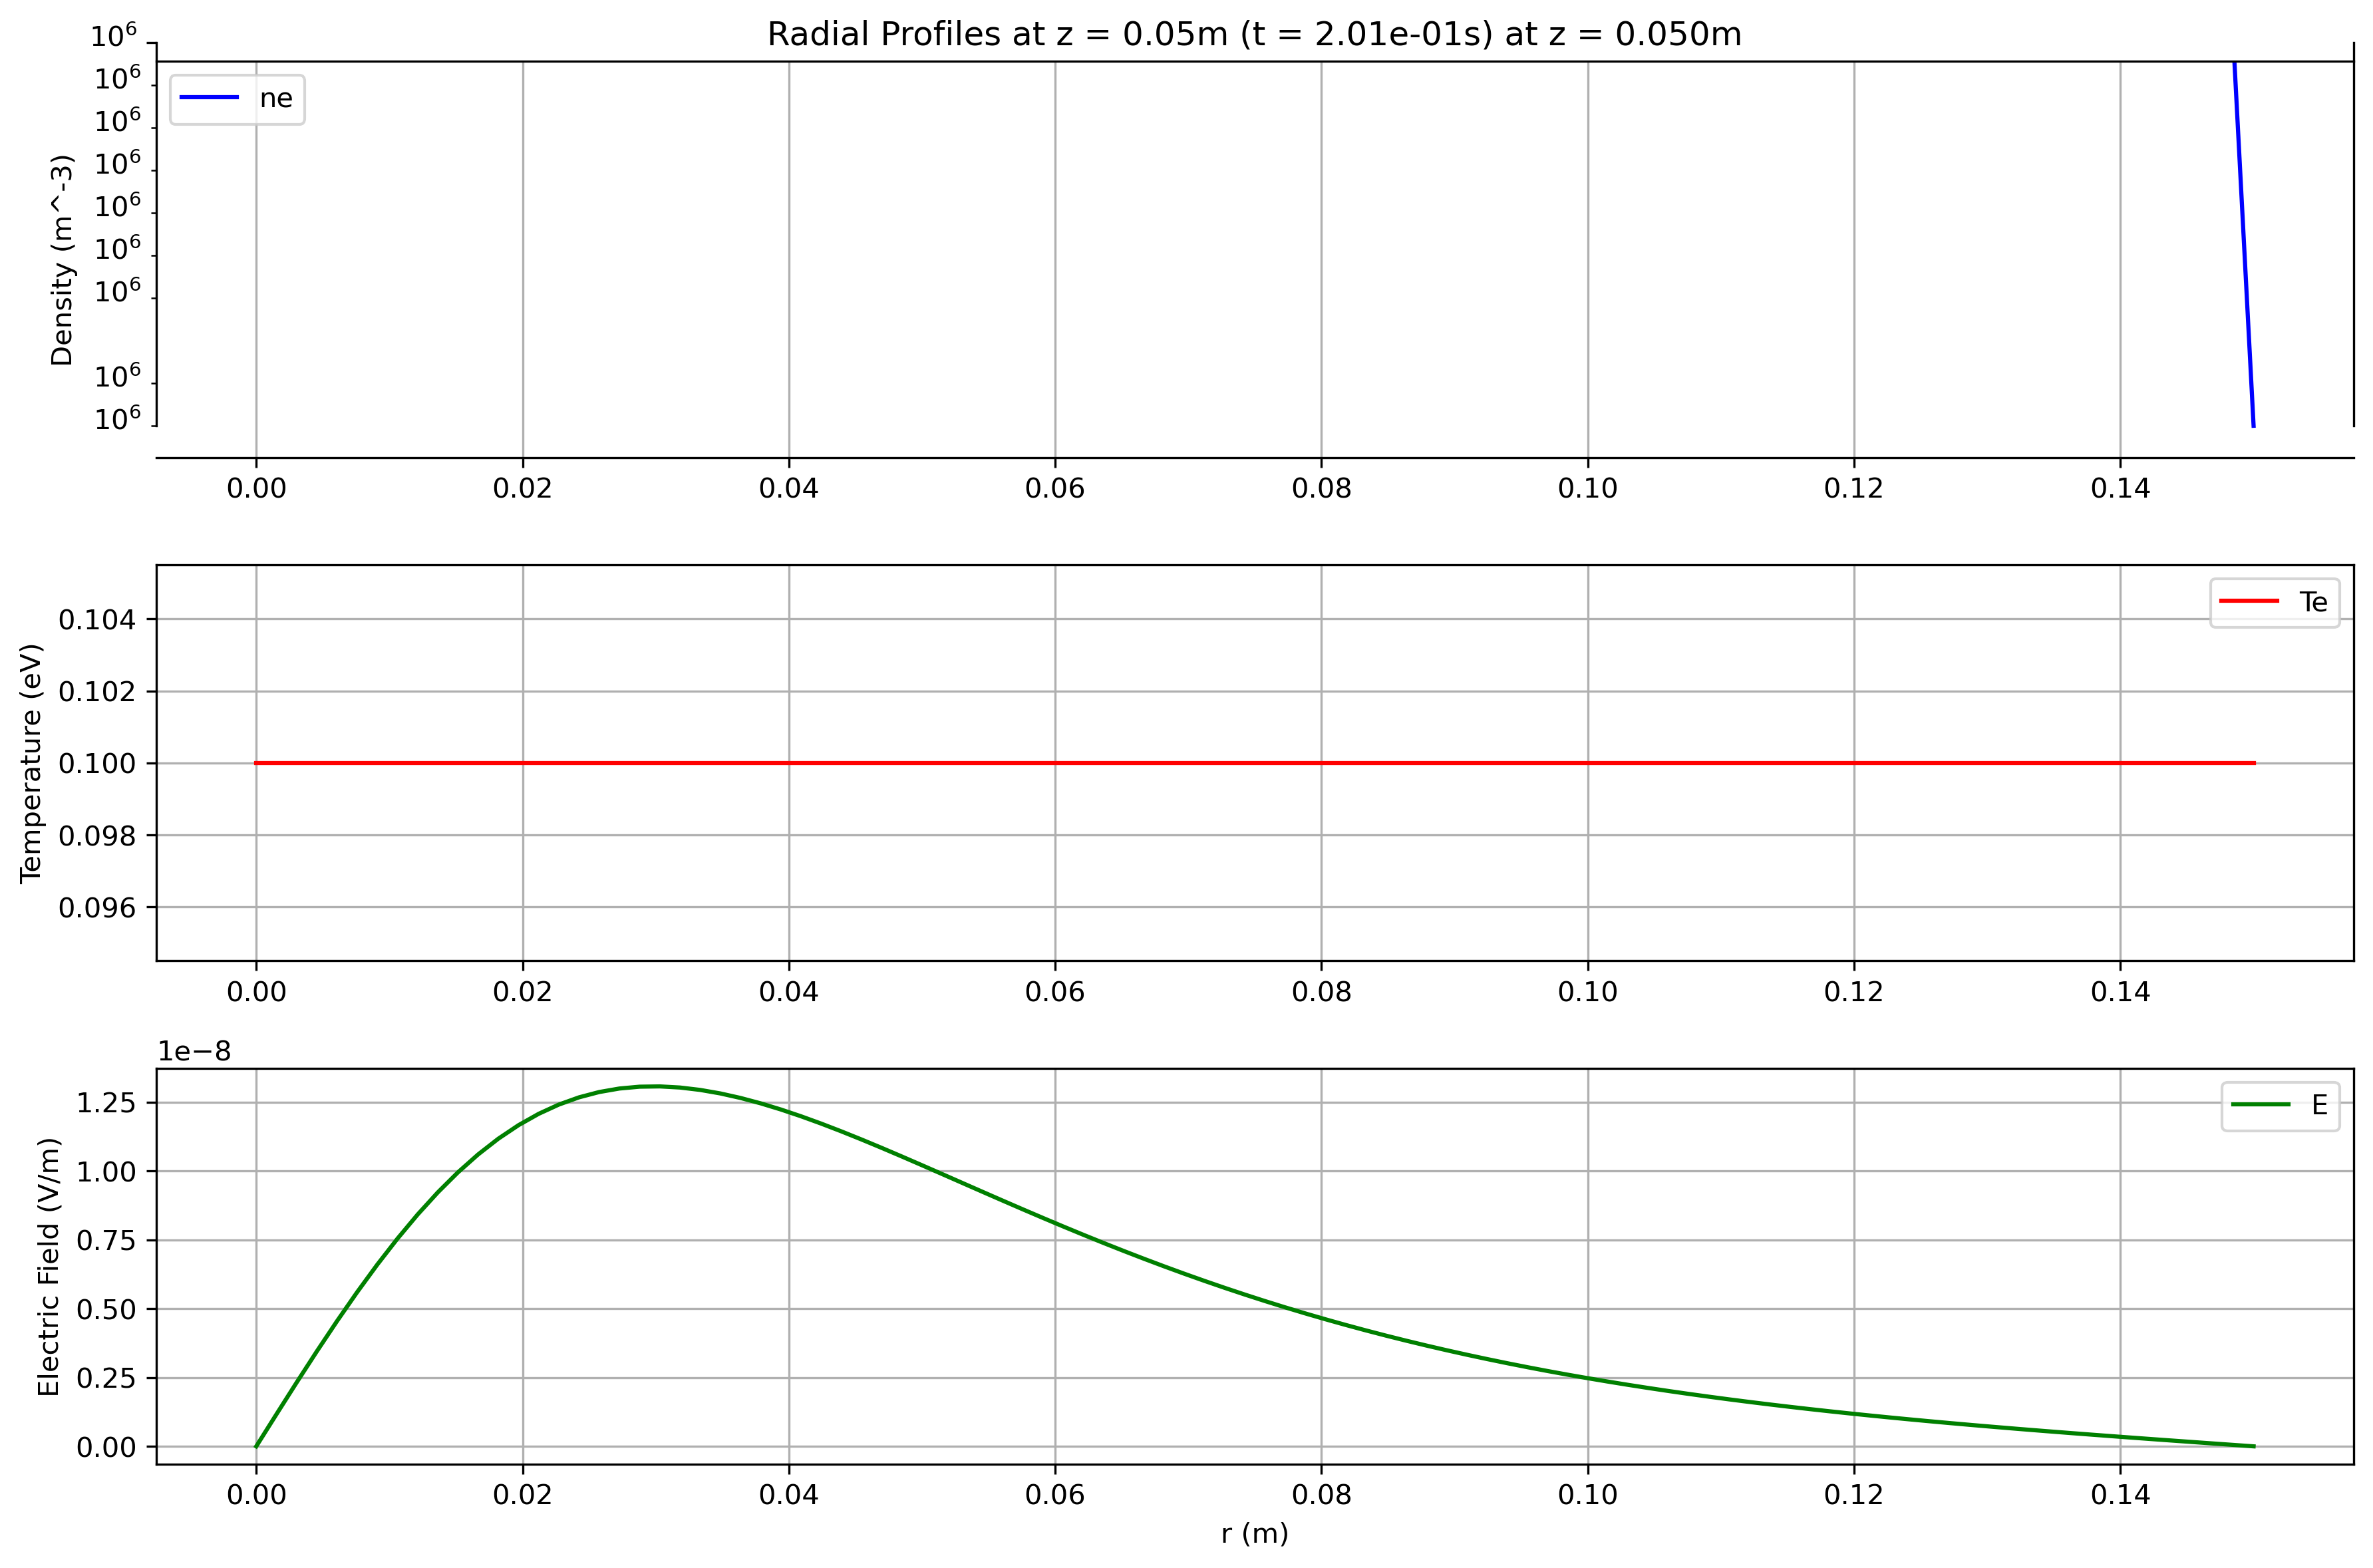 Radial Profiles at z = 0.05m (t = 2.01e-01s) at z = 0.050m
10⁶
10⁶
10⁶
10⁶
10⁶
10⁶
10⁶
10⁶
10⁶
Density (m^-3)
ne
0.00 0.02 0.04 0.06 0.08 0.10 0.12 0.14
0.104
0.102
0.100
0.098
0.096
Temperature (eV)
Te
0.00 0.02 0.04 0.06 0.08 0.10 0.12 0.14
1e−8
1.25
1.00
0.75
0.50
0.25
0.00
Electric Field (V/m)
E
0.00 0.02 0.04 0.06 0.08 0.10 0.12 0.14
r (m)